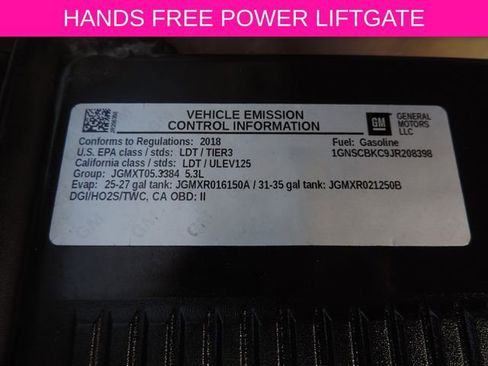 HANDS FREE POWER LIFTGATE
VEHICLE EMISSION
CONTROL INFORMATION
GM
GENERAL
MOTORS
LLC
Conforms to Regulations: 2018
Fuel: Gasoline
U.S. EPA class / stds: LDT / TIER3
1GNSCBKC9JR208398
California class / stds: LDT / ULEV125
Group: JGMXT05.3384 5.3L
Evap: 25-27 gal tank: JGMXR016150A / 31-35 gal tank: JGMXR021250B
DGI/HO2S/TWC, CA OBD: II